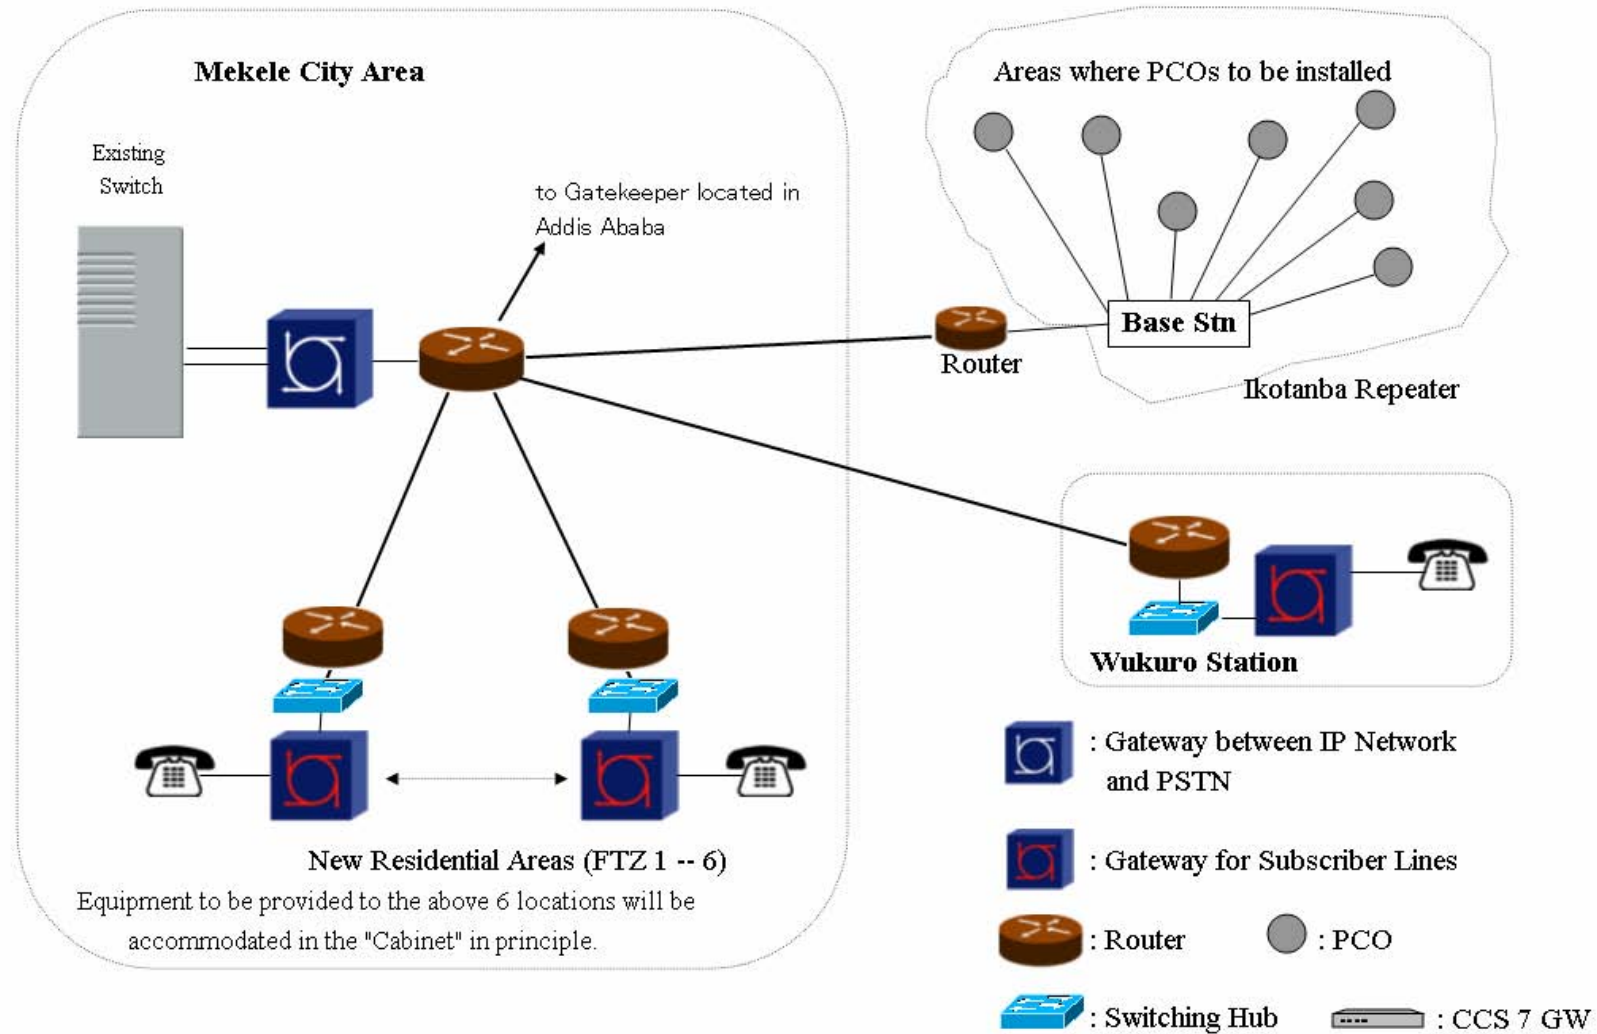 Mekele City Area
Existing
Switch
to Gatekeeper located in
Addis Ababa
Areas where PCOs to be installed
Base Stn
Router
Ikotanba Repeater
Wukuro Station
New Residential Areas (FTZ 1 -- 6)
Equipment to be provided to the above 6 locations will be
accommodated in the "Cabinet" in principle.
: Gateway between IP Network
and PSTN
: Gateway for Subscriber Lines
: Router
: PCO
: Switching Hub
: CCS 7 GW